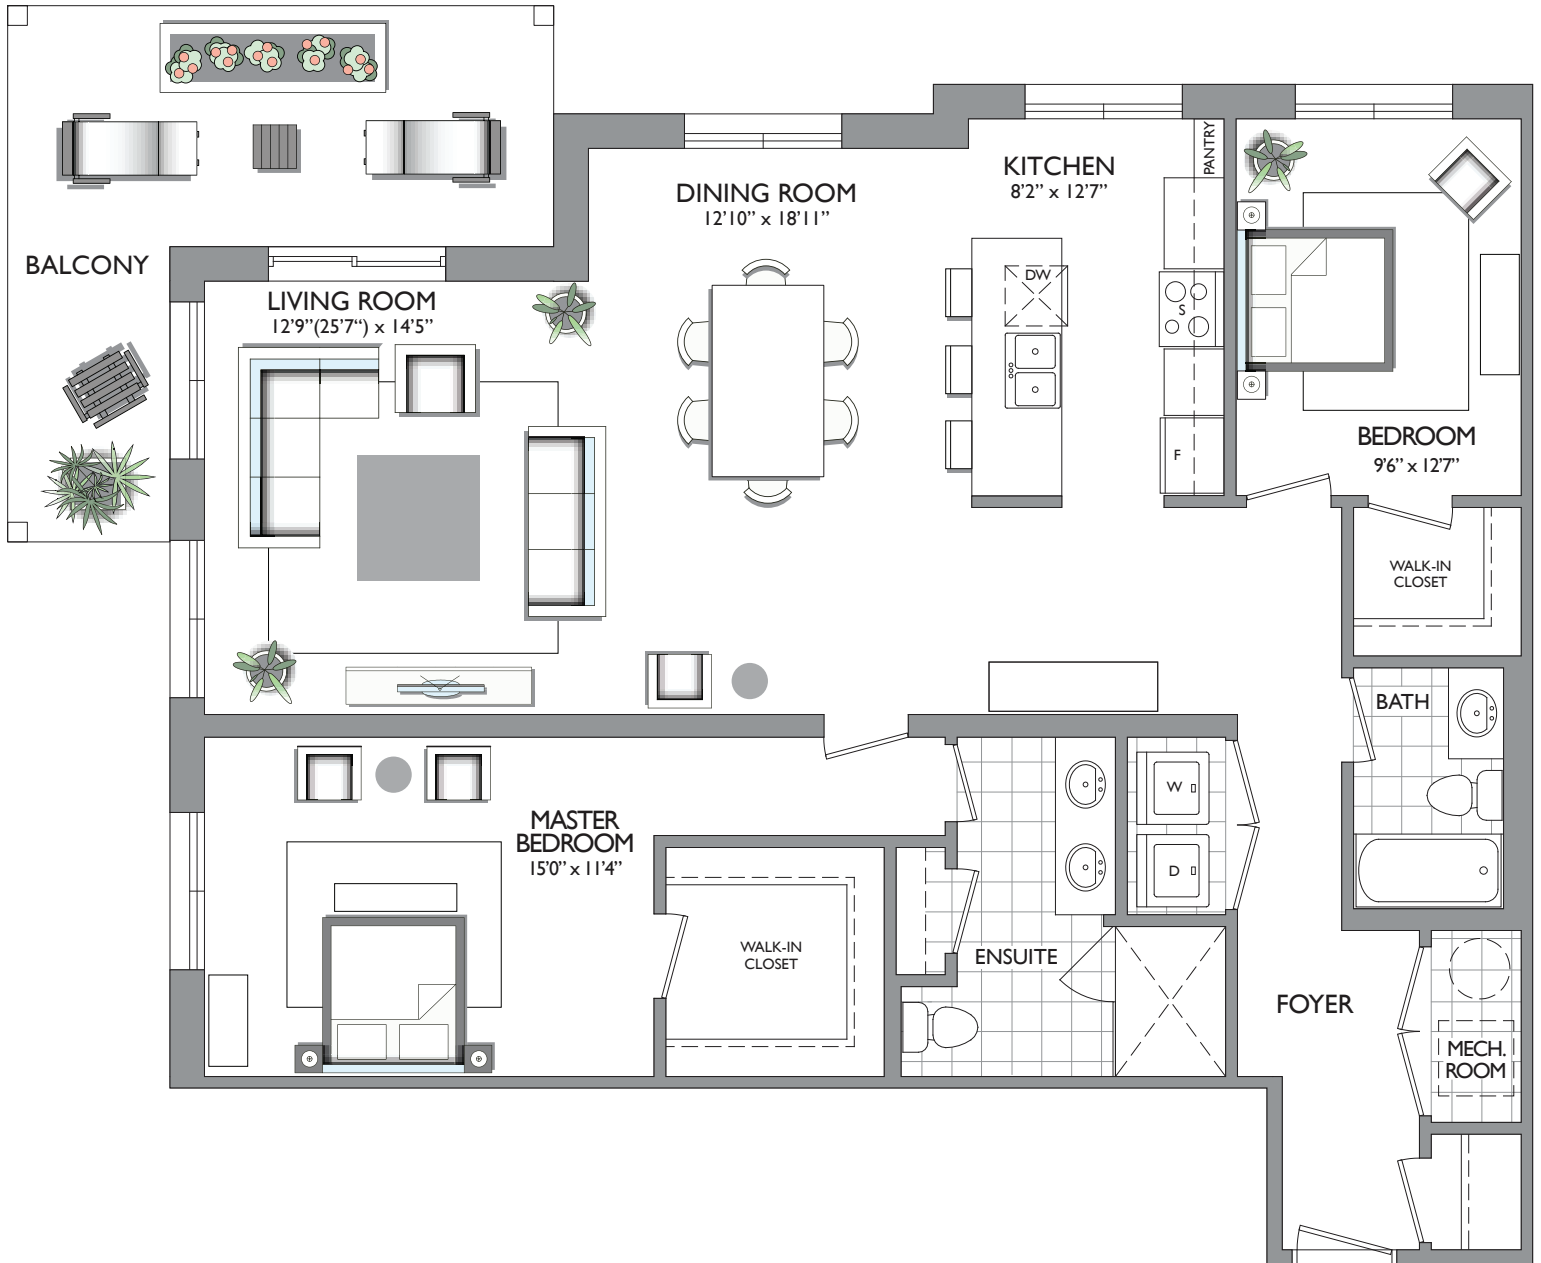 BALCONY
LIVING ROOM
12’9”(25’7“) x 14’5”
DINING ROOM
12’10” x 18’11”
KITCHEN
8’2” x 12’7”
PANTRY
DW
S
F
BEDROOM
9’6” x 12’7”
WALK-IN
CLOSET
BATH
MASTER
BEDROOM
15’0” x 11’4”
WALK-IN
CLOSET
ENSUITE
W
D
FOYER
MECH.
ROOM